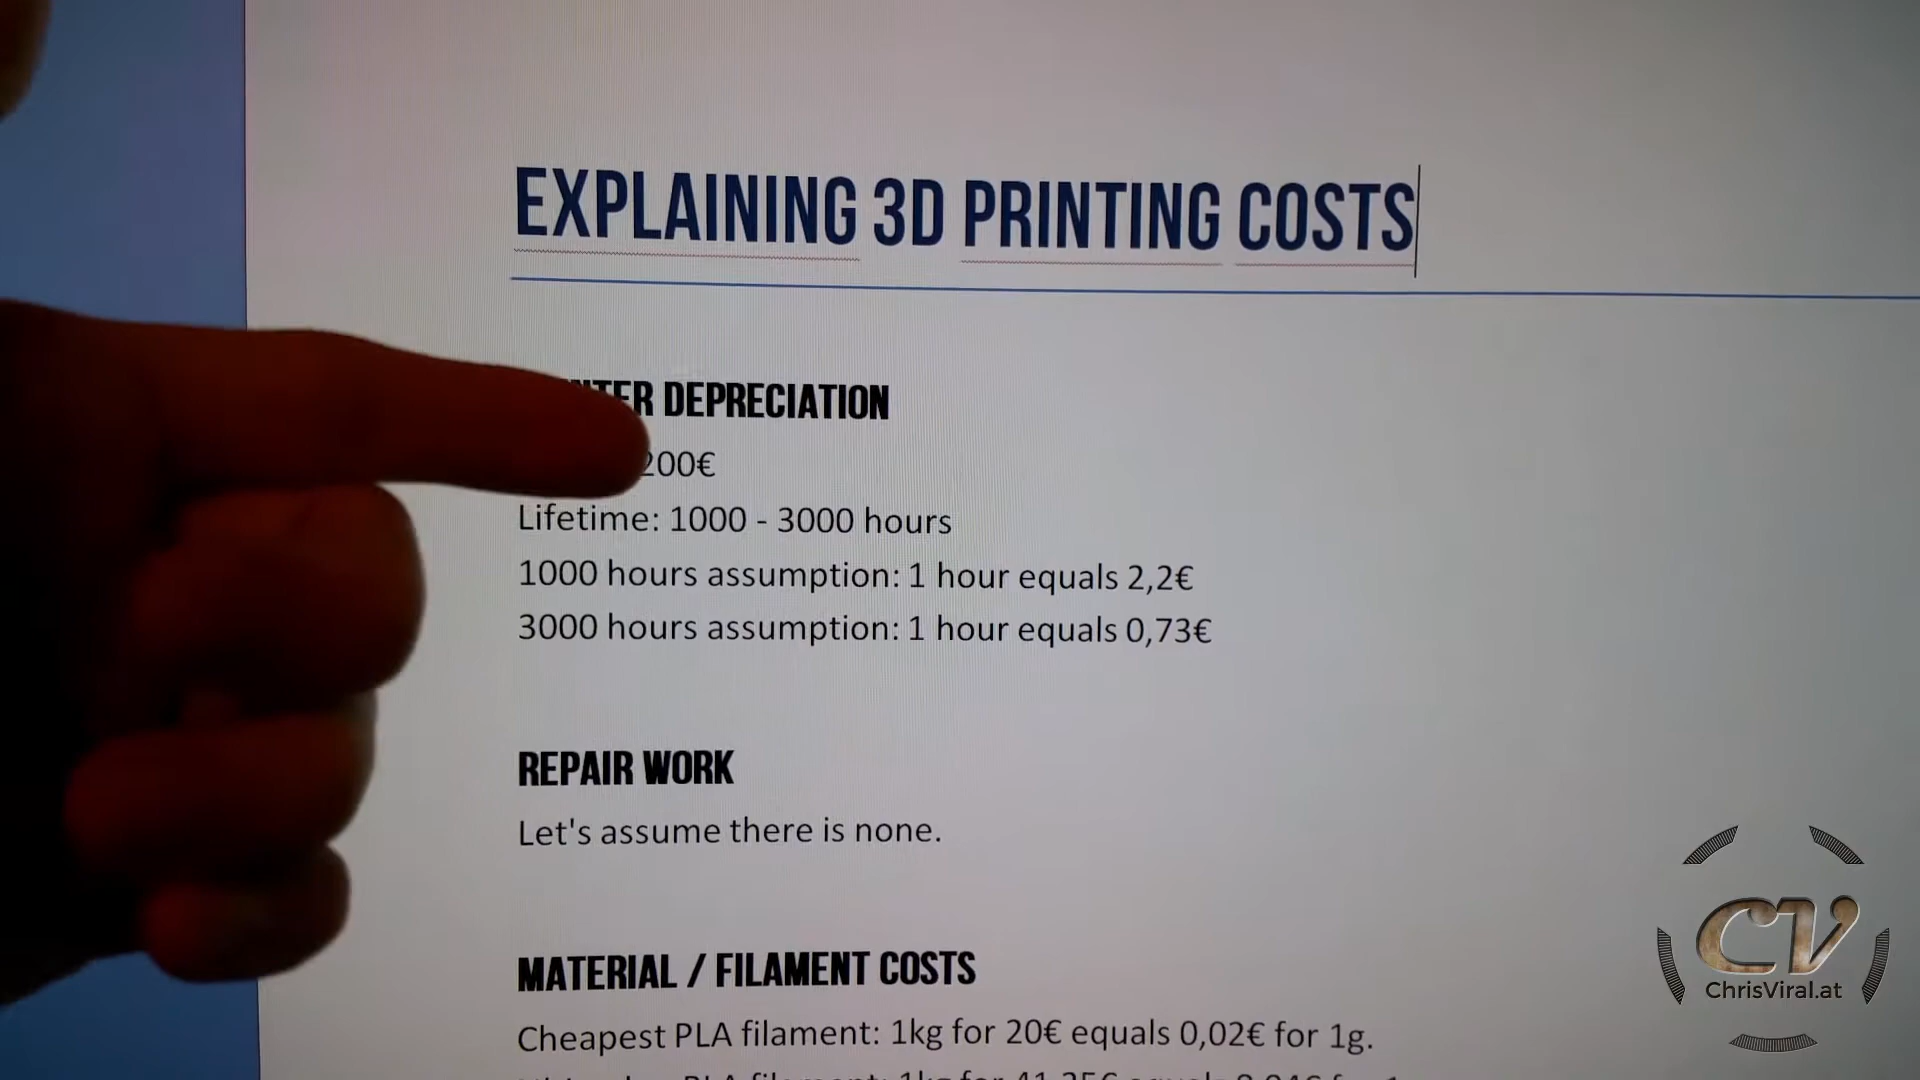 EXPLAINING 3D PRINTING COSTS
DEPRECIATION
200€
Lifetime: 1000 - 3000 hours
1000 hours assumption: 1 hour equals 2,2€
3000 hours assumption: 1 hour equals 0,73€
REPAIR WORK
Let's assume there is none.
MATERIAL / FILAMENT COSTS
Cheapest PLA filament: 1kg for 20€ equals 0,02€ for 1g.
CV
ChrisViral.at